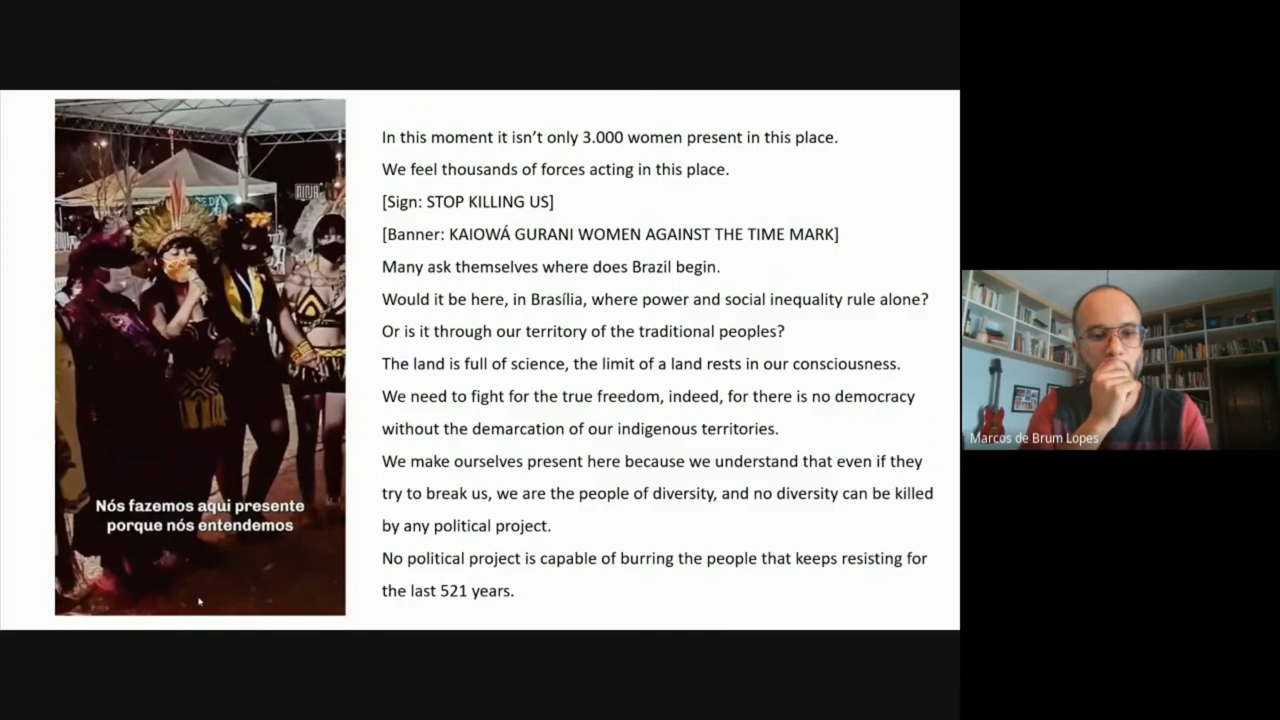 NINJA
In this moment it isn’t only 3.000 women present in this place.
We feel thousands of forces acting in this place.
[Sign: STOP KILLING US]
[Banner: KAIOWÁ GURANI WOMEN AGAINST THE TIME MARK]
Many ask themselves where does Brazil begin.
Would it be here, in Brasília, where power and social inequality rule alone?
Or is it through our territory of the traditional peoples?
The land is full of science, the limit of a land rests in our consciousness.
We need to fight for the true freedom, indeed, for there is no democracy
without the demarcation of our indigenous territories.
We make ourselves present here because we understand that even if they
try to break us, we are the people of diversity, and no diversity can be killed
by any political project.
No political project is capable of burring the people that keeps resisting for
the last 521 years.
Nós fazemos aqui presente
porque nós entendemos
Marcos de Brum Lopes